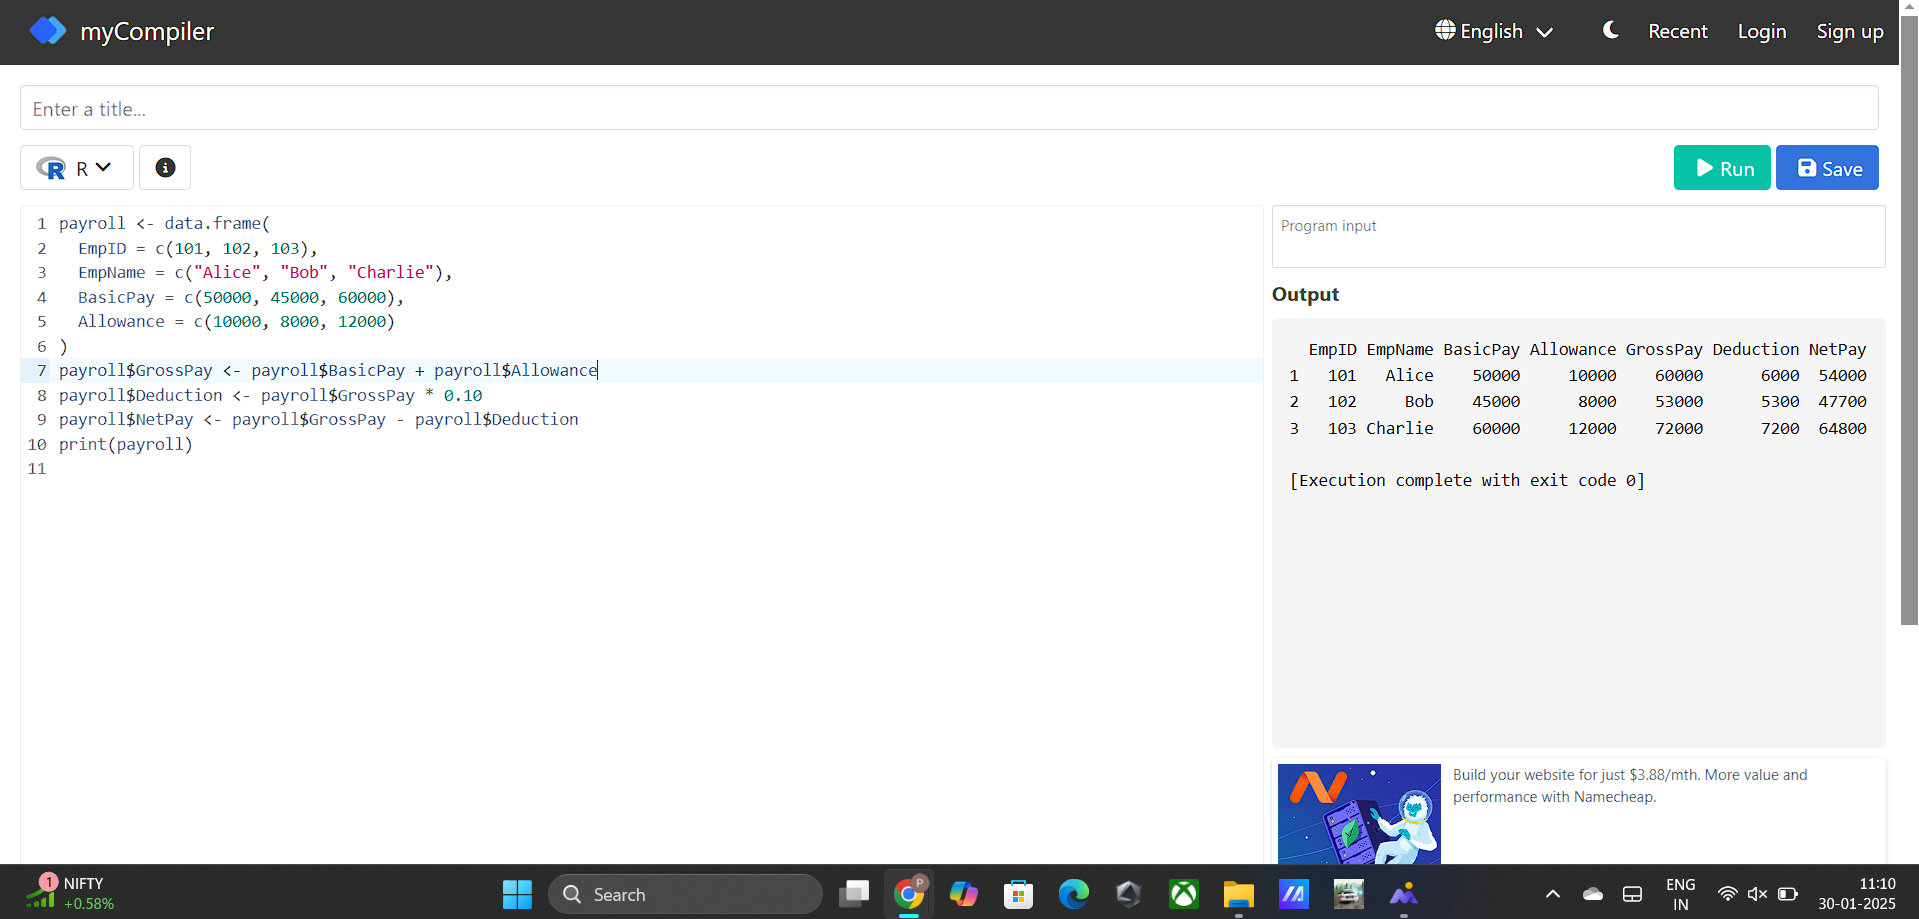 myCompiler
English
Recent
Login
Sign up
Enter a title...
R
Run
Save
1 payroll <- data.frame(
2   EmpID = c(101, 102, 103),
3   EmpName = c("Alice", "Bob", "Charlie"),
4   BasicPay = c(50000, 45000, 60000),
5   Allowance = c(10000, 8000, 12000)
6 )
7 payroll$GrossPay <- payroll$BasicPay + payroll$Allowance
8 payroll$Deduction <- payroll$GrossPay * 0.10
9 payroll$NetPay <- payroll$GrossPay - payroll$Deduction
10 print(payroll)
11
Program input
Output
  EmpID EmpName BasicPay Allowance GrossPay Deduction NetPay
1   101   Alice    50000     10000    60000      6000  54000
2   102     Bob    45000      8000    53000      5300  47700
3   103 Charlie    60000     12000    72000      7200  64800
[Execution complete with exit code 0]
Build your website for just $3.88/mth. More value and
performance with Namecheap.
1
NIFTY
+0.58%
Search
P
ENG
IN
11:10
30-01-2025